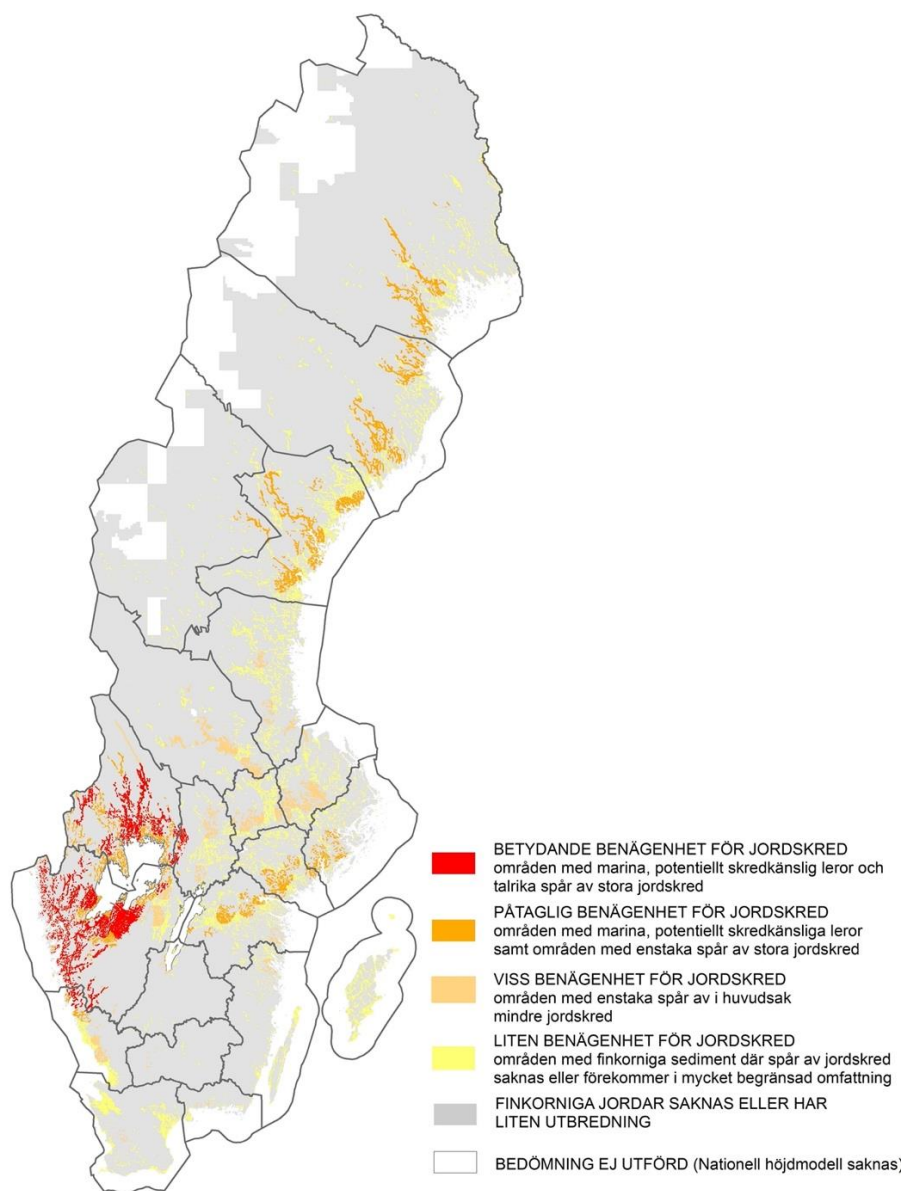 BETYDANDE BENÄGENHET FÖR JORDSKRED
områden med marina, potentiellt skredkänslig leror och
talrika spår av stora jordskred
PÅTAGLIG BENÄGENHET FÖR JORDSKRED
områden med marina, potentiellt skredkänsliga leror
samt områden med enstaka spår av stora jordskred
VISS BENÄGENHET FÖR JORDSKRED
områden med enstaka spår av i huvudsak
mindre jordskred
LITEN BENÄGENHET FÖR JORDSKRED
områden med finkorniga sediment där spår av jordskred
saknas eller förekommer i mycket begränsad omfattning
FINKORNIGA JORDAR SAKNAS ELLER HAR
LITEN UTBREDNING
BEDÖMNING EJ UTFÖRD (Nationell höjdmodell saknas)